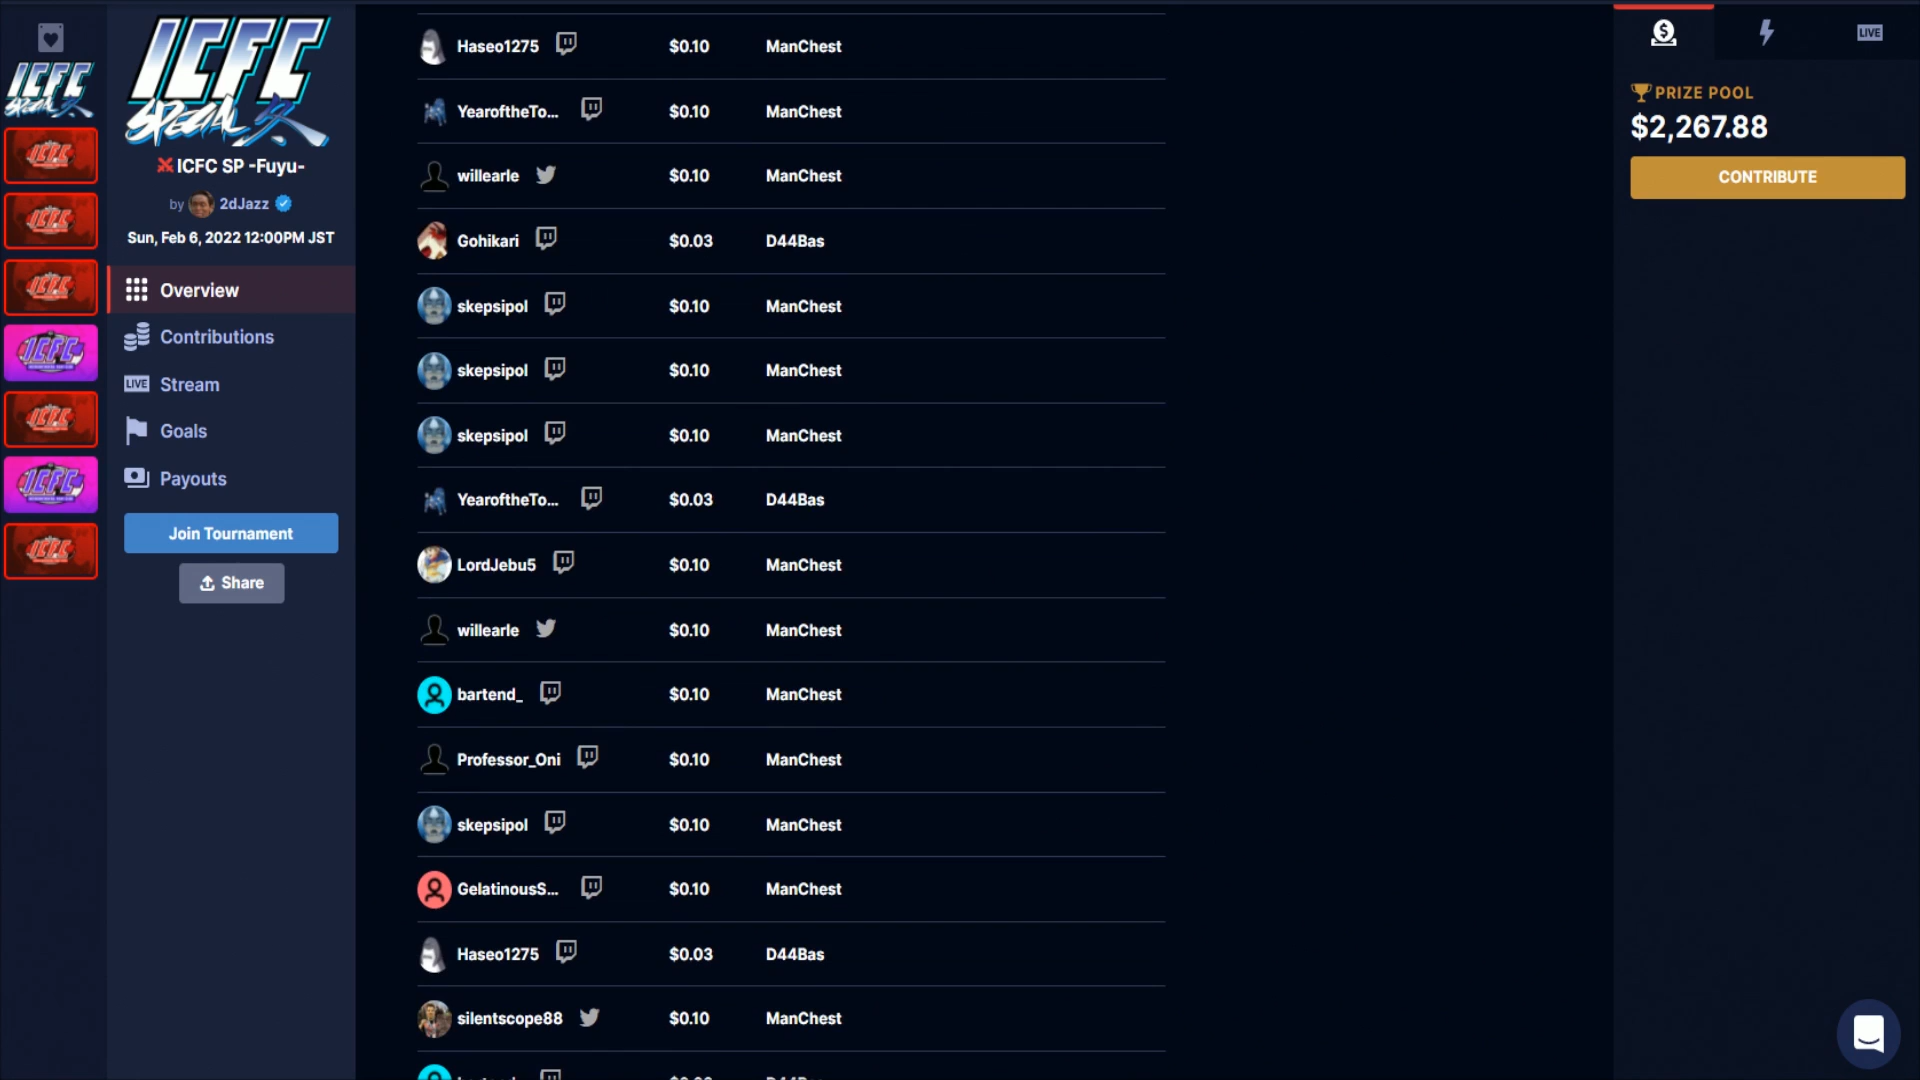 ICFC
SPECIAL 冬
ICFC SP -Fuyu-
by 2dJazz
Sun, Feb 6, 2022 12:00PM JST
Overview
Contributions
LIVE Stream
Goals
Payouts
Join Tournament
Share
Haseo1275 $0.10 ManChest
YearoftheTo... $0.10 ManChest
willearle $0.10 ManChest
Gohikari $0.03 D44Bas
skepsipol $0.10 ManChest
skepsipol $0.10 ManChest
skepsipol $0.10 ManChest
YearoftheTo... $0.03 D44Bas
LordJebu5 $0.10 ManChest
willearle $0.10 ManChest
bartend_ $0.10 ManChest
Professor_Oni $0.10 ManChest
skepsipol $0.10 ManChest
GelatinousS... $0.10 ManChest
Haseo1275 $0.03 D44Bas
silentscope88 $0.10 ManChest
LIVE
PRIZE POOL
$2,267.88
CONTRIBUTE